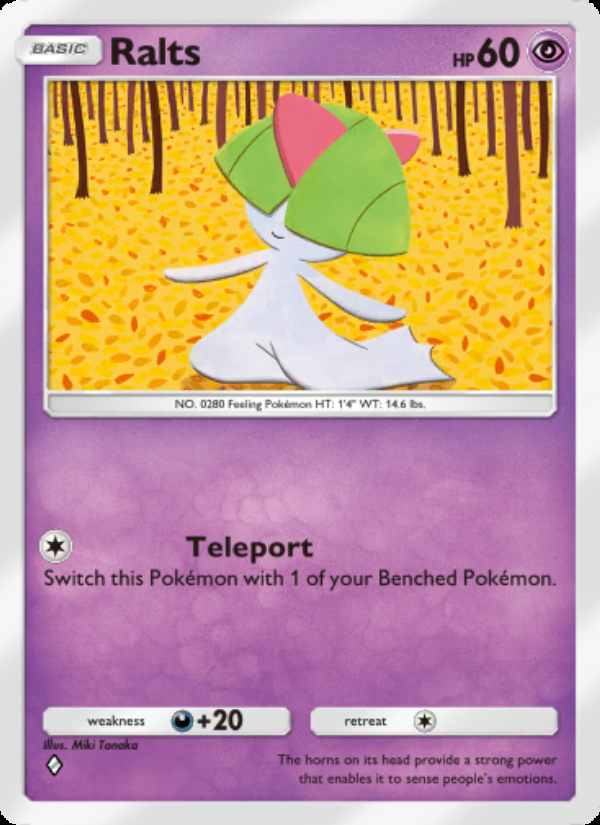 BASIC Ralts HP 60
NO. 0280 Feeling Pokémon HT: 1'4" WT: 14.6 lbs.
Teleport
Switch this Pokémon with 1 of your Benched Pokémon.
weakness +20 retreat
Illus. Miki Tanaka
The horns on its head provide a strong power
that enables it to sense people's emotions.